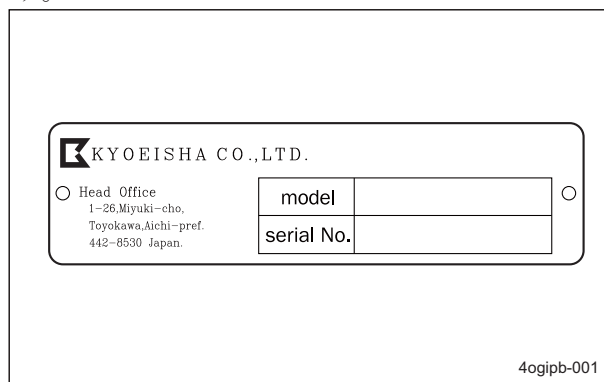 KYOEISHA CO.,LTD.
Head Office
1-26,Miyuki-cho,
Toyokawa,Aichi-pref.
442-8530 Japan.
model
serial No.
4ogipb-001